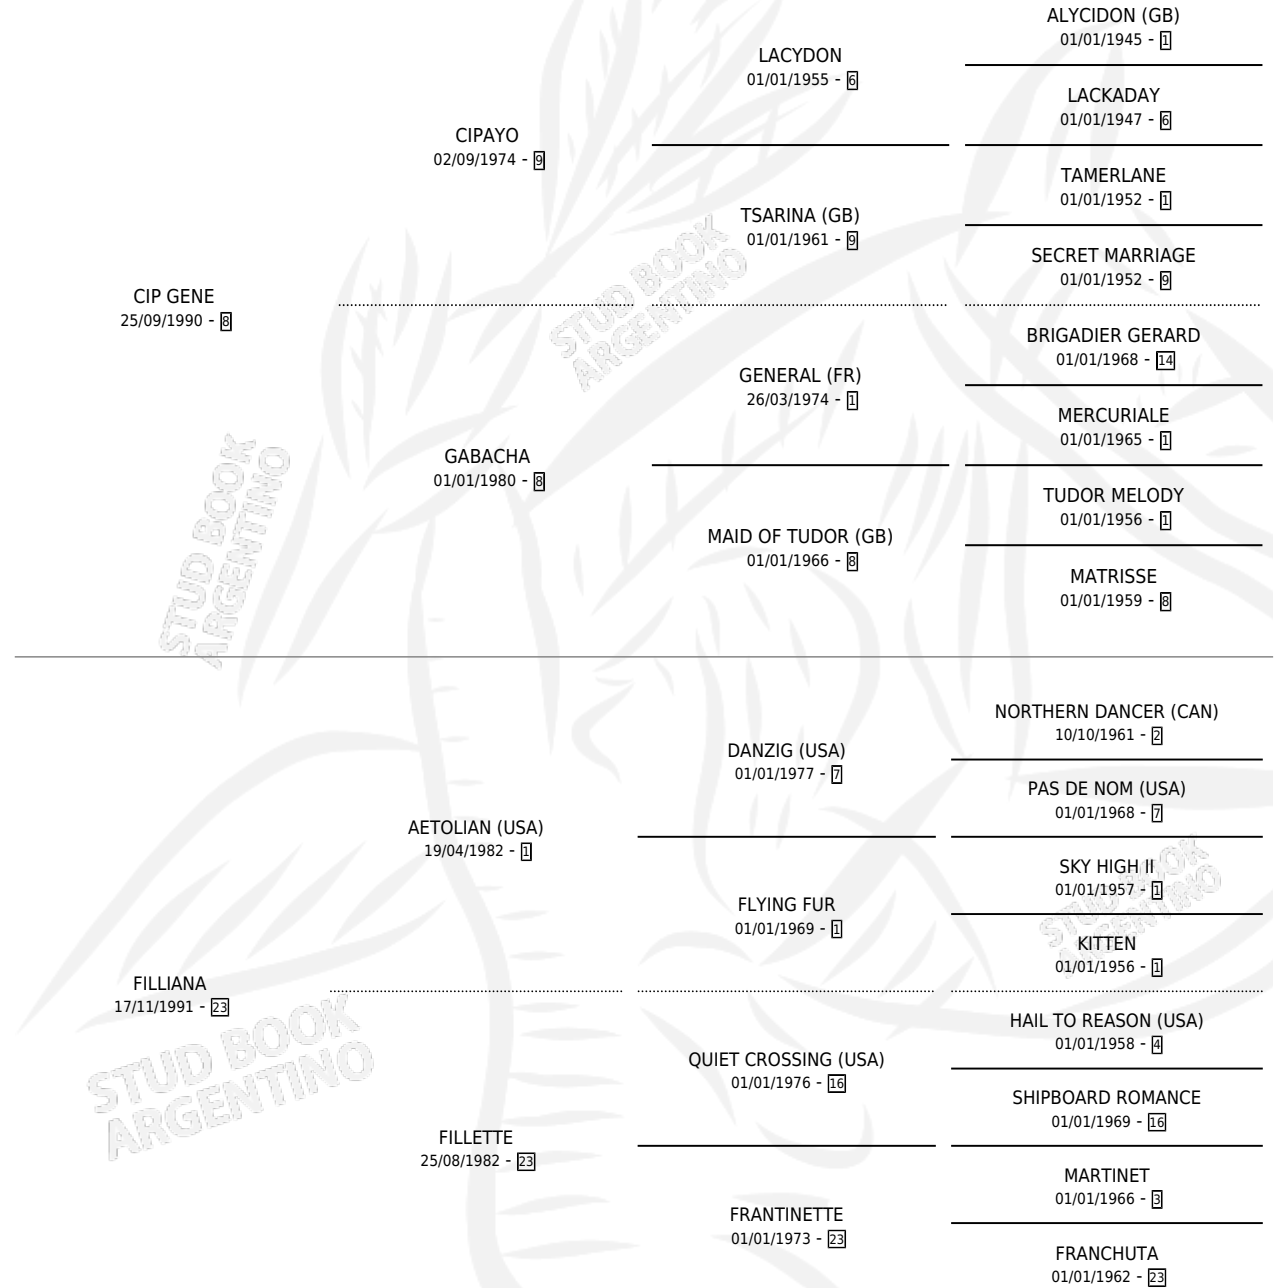 ALYCIDON (GB)
01/01/1945 - 1
LACYDON
01/01/1955 - 6
LACKADAY
01/01/1947 - 6
CIPAYO
02/09/1974 - 9
TAMERLANE
01/01/1952 - 1
TSARINA (GB)
01/01/1961 - 9
SECRET MARRIAGE
01/01/1952 - 9
CIP GENE
25/09/1990 - 8
BRIGADIER GERARD
01/01/1968 - 14
GENERAL (FR)
26/03/1974 - 1
MERCURIALE
01/01/1965 - 1
GABACHA
01/01/1980 - 8
TUDOR MELODY
01/01/1956 - 1
MAID OF TUDOR (GB)
01/01/1966 - 8
MATRISSE
01/01/1959 - 8
NORTHERN DANCER (CAN)
10/10/1961 - 2
DANZIG (USA)
01/01/1977 - 7
PAS DE NOM (USA)
01/01/1968 - 7
AETOLIAN (USA)
19/04/1982 - 1
SKY HIGH II
01/01/1957 - 1
FLYING FUR
01/01/1969 - 1
KITTEN
01/01/1956 - 1
FILLIANA
17/11/1991 - 23
HAIL TO REASON (USA)
01/01/1958 - 4
QUIET CROSSING (USA)
01/01/1976 - 16
SHIPBOARD ROMANCE
01/01/1969 - 16
FILLETTE
25/08/1982 - 23
MARTINET
01/01/1966 - 3
FRANTINETTE
01/01/1973 - 23
FRANCHUTA
01/01/1962 - 23
STUD BOOK
ARGENTINO
STUD BOOK
ARGENTINO
STUD BOOK
ARGENTINO
STUD BOOK
ARGENTINO